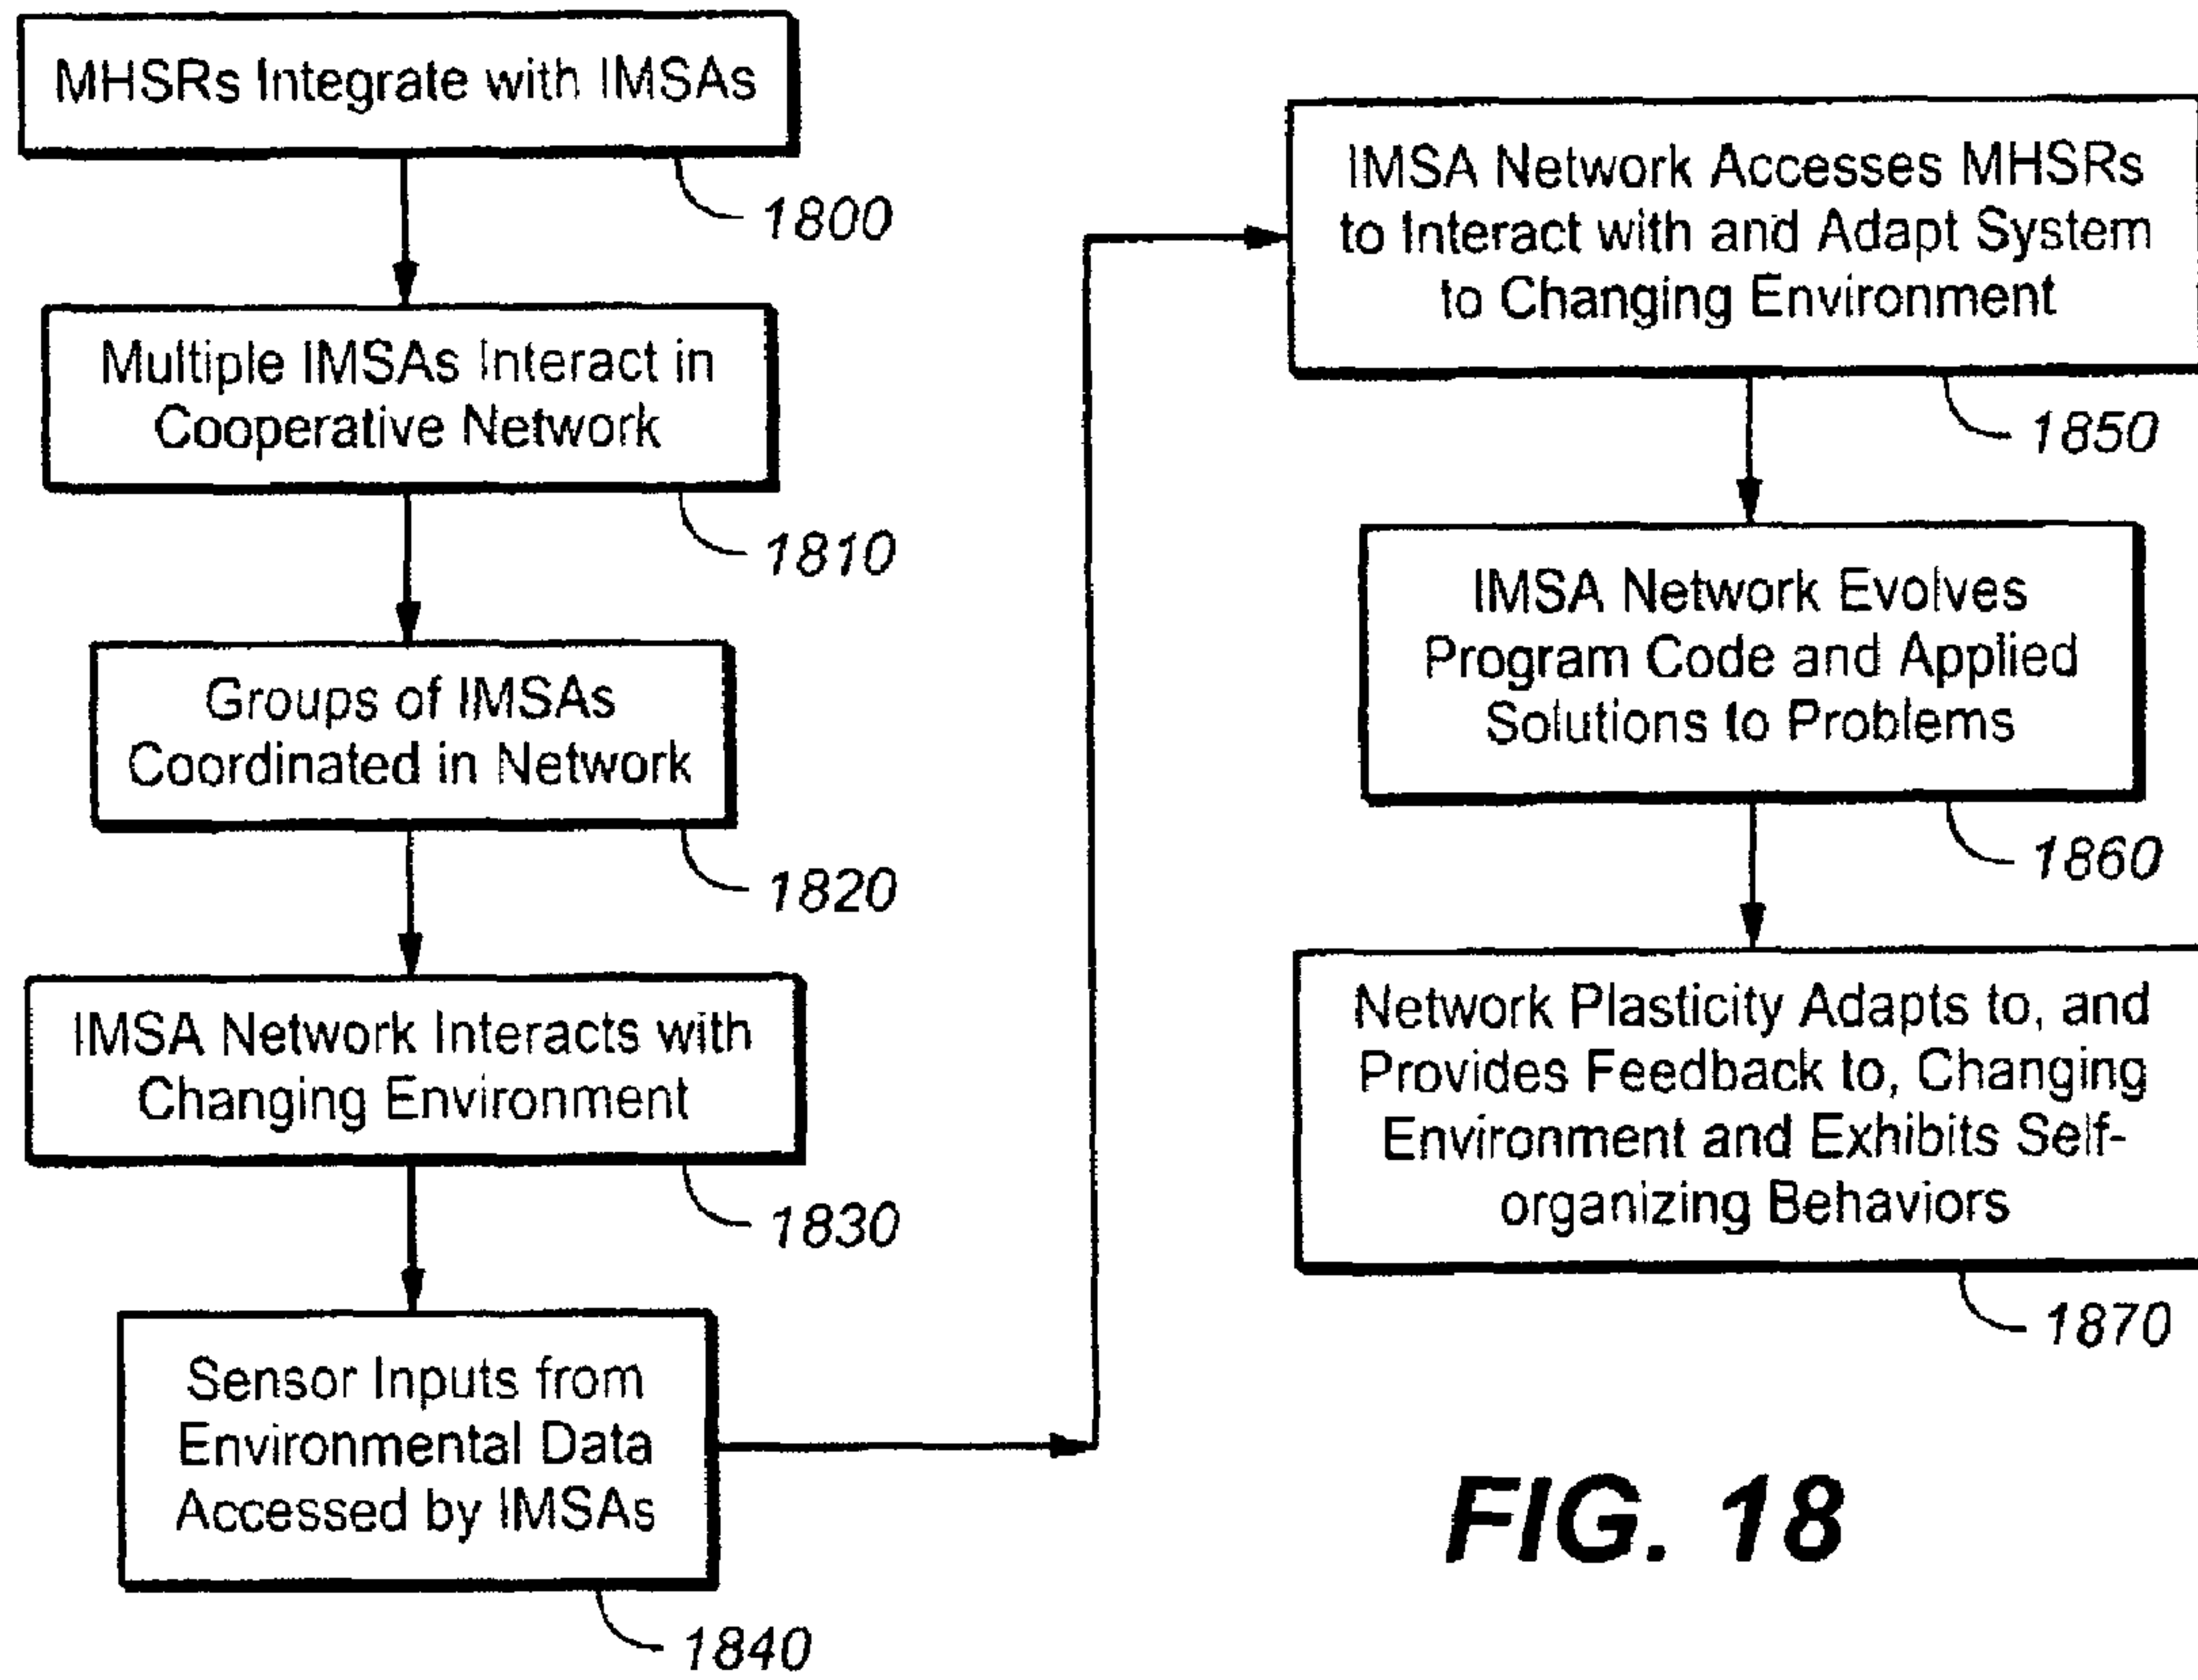 MHSRs Integrate with IMSAs
1800
Multiple IMSAs Interact in
Cooperative Network
1810
Groups of IMSAs
Coordinated in Network
1820
IMSA Network Interacts with
Changing Environment
1830
Sensor Inputs from
Environmental Data
Accessed by IMSAs
1840
IMSA Network Accesses MHSRs
to Interact with and Adapt System
to Changing Environment
1850
IMSA Network Evolves
Program Code and Applied
Solutions to Problems
1860
Network Plasticity Adapts to, and
Provides Feedback to, Changing
Environment and Exhibits Self-
organizing Behaviors
1870
FIG. 18